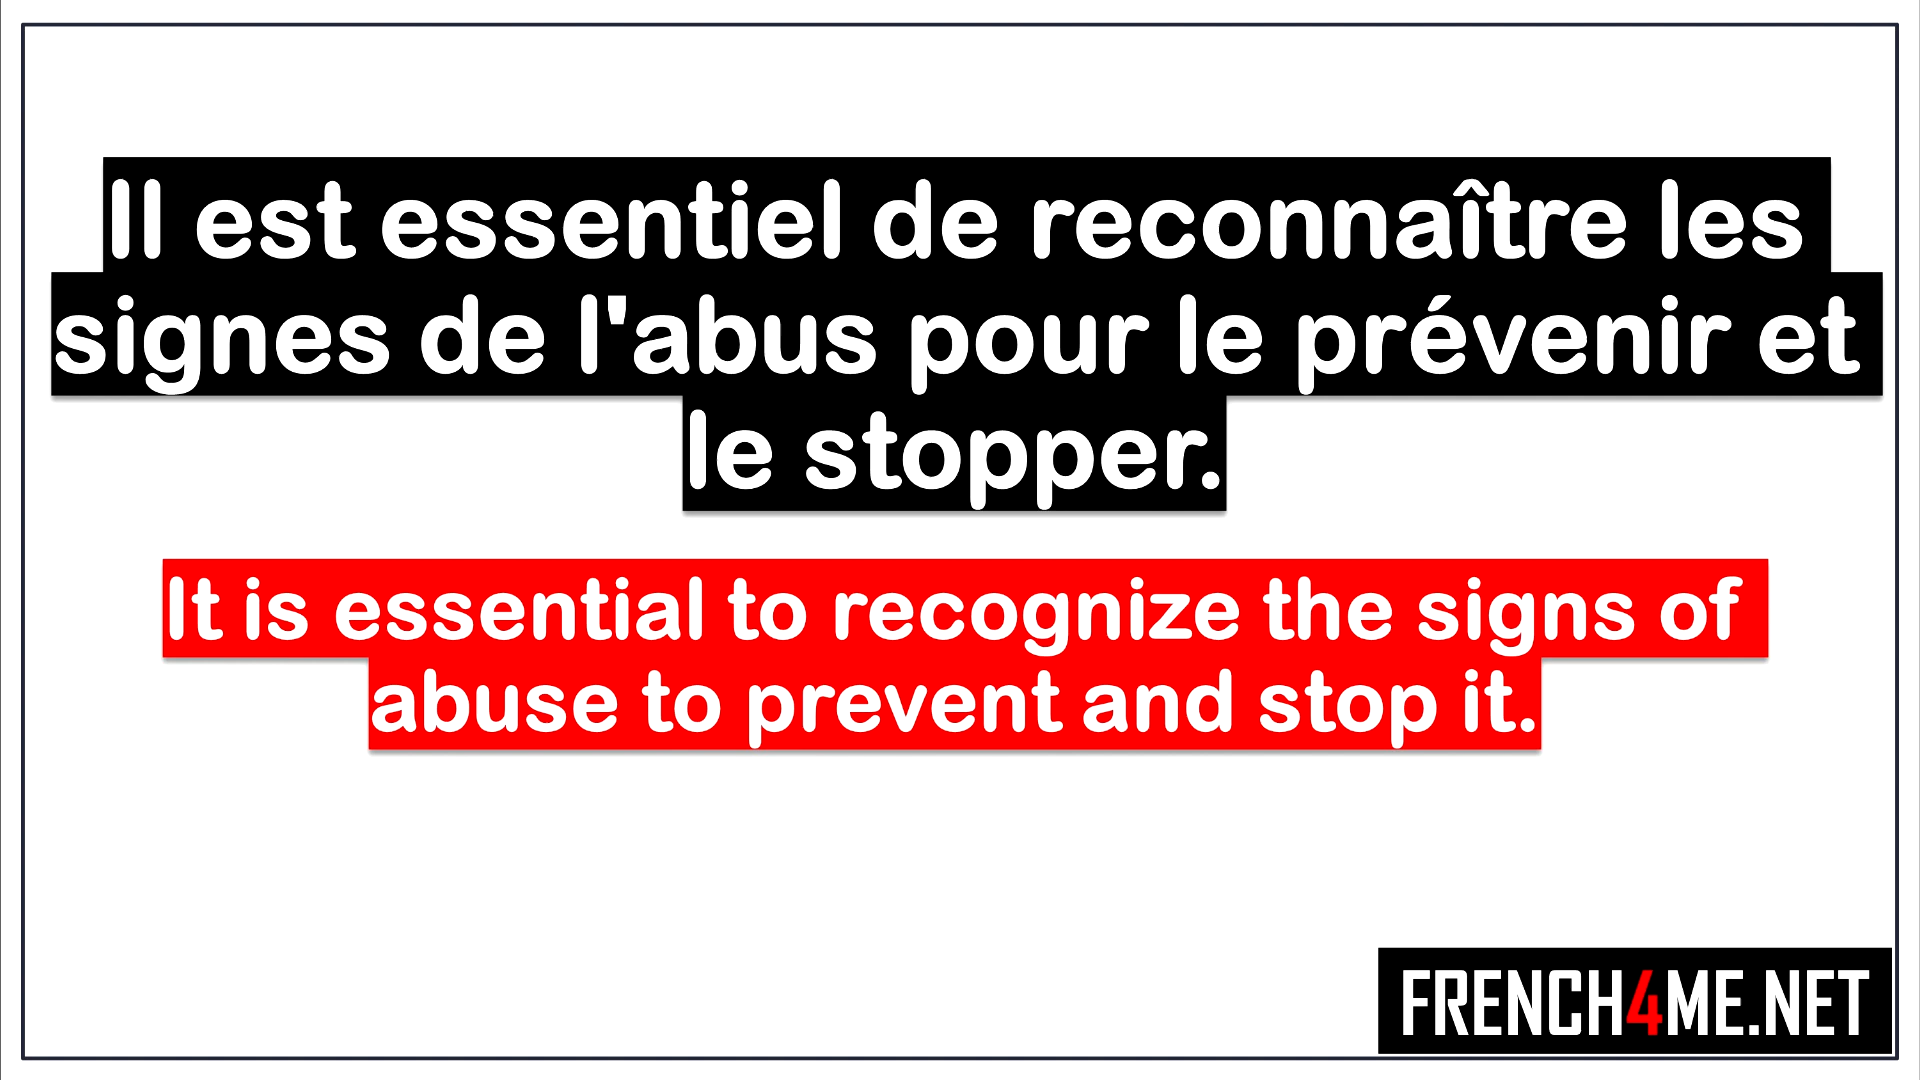 Il est essentiel de reconnaître les
signes de l'abus pour le prévenir et
le stopper.
It is essential to recognize the signs of
abuse to prevent and stop it.
FRENCH4ME.NET